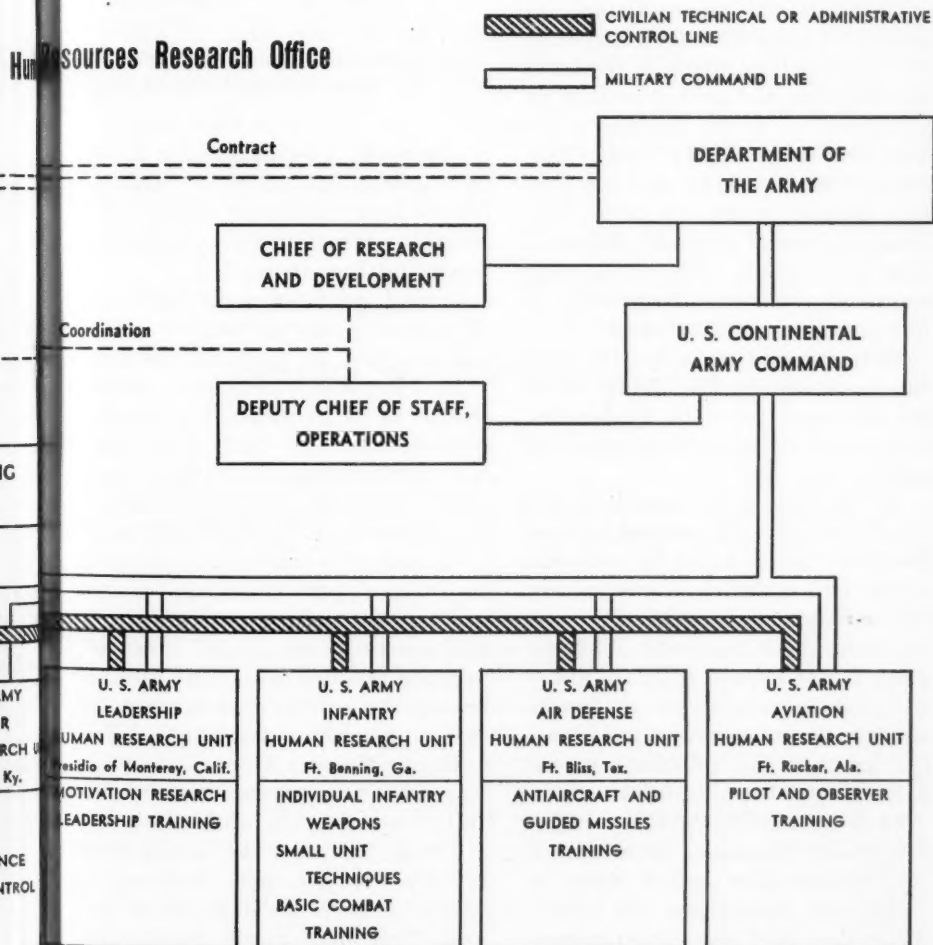 CIVILIAN TECHNICAL OR ADMINISTRATIVE
CONTROL LINE
Resources Research Office
MILITARY COMMAND LINE
Contract
DEPARTMENT OF
THE ARMY
CHIEF OF RESEARCH
AND DEVELOPMENT
Coordination
U. S. CONTINENTAL
ARMY COMMAND
DEPUTY CHIEF OF STAFF,
OPERATIONS
U. S. ARMY
LEADERSHIP
HUMAN RESEARCH UNIT
Presidio of Monterey, Calif.
MOTIVATION RESEARCH
LEADERSHIP TRAINING
U. S. ARMY
INFANTRY
HUMAN RESEARCH UNIT
Ft. Benning, Ga.
INDIVIDUAL INFANTRY
WEAPONS
SMALL UNIT
TECHNIQUES
BASIC COMBAT
TRAINING
U. S. ARMY
AIR DEFENSE
HUMAN RESEARCH UNIT
Ft. Bliss, Tex.
ANTIAIRCRAFT AND
GUIDED MISSILES
TRAINING
U. S. ARMY
AVIATION
HUMAN RESEARCH UNIT
Ft. Rucker, Ala.
PILOT AND OBSERVER
TRAINING
Ky.